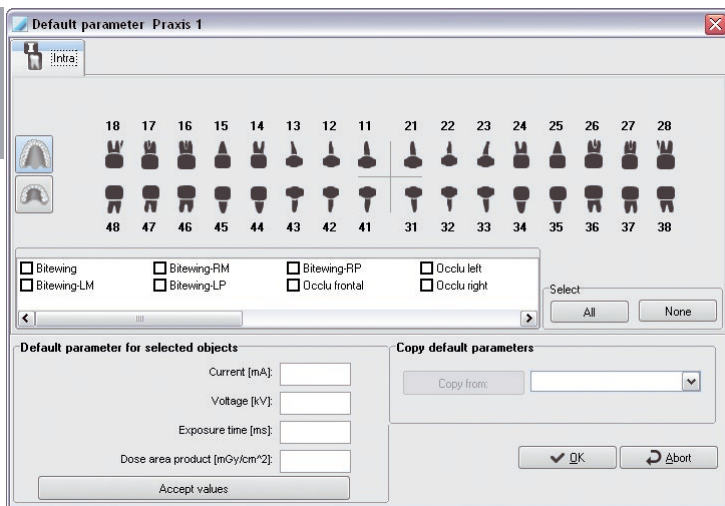 Default parameter Praxis 1
Intra
18 17 16 15 14 13 12 11 21 22 23 24 25 26 27 28
48 47 46 45 44 43 42 41 31 32 33 34 35 36 37 38
Bitewing Bitewing-RM Bitewing-RP Occlu left
Bitewing-LM Bitewing-LP Occlu frontal Occlu right
Select
All None
Default parameter for selected objects
Current [mA]:
Voltage [kV]:
Exposure time [ms]:
Dose area product [mGy/cm^2]:
Accept values
Copy default parameters
Copy from:
OK Abort